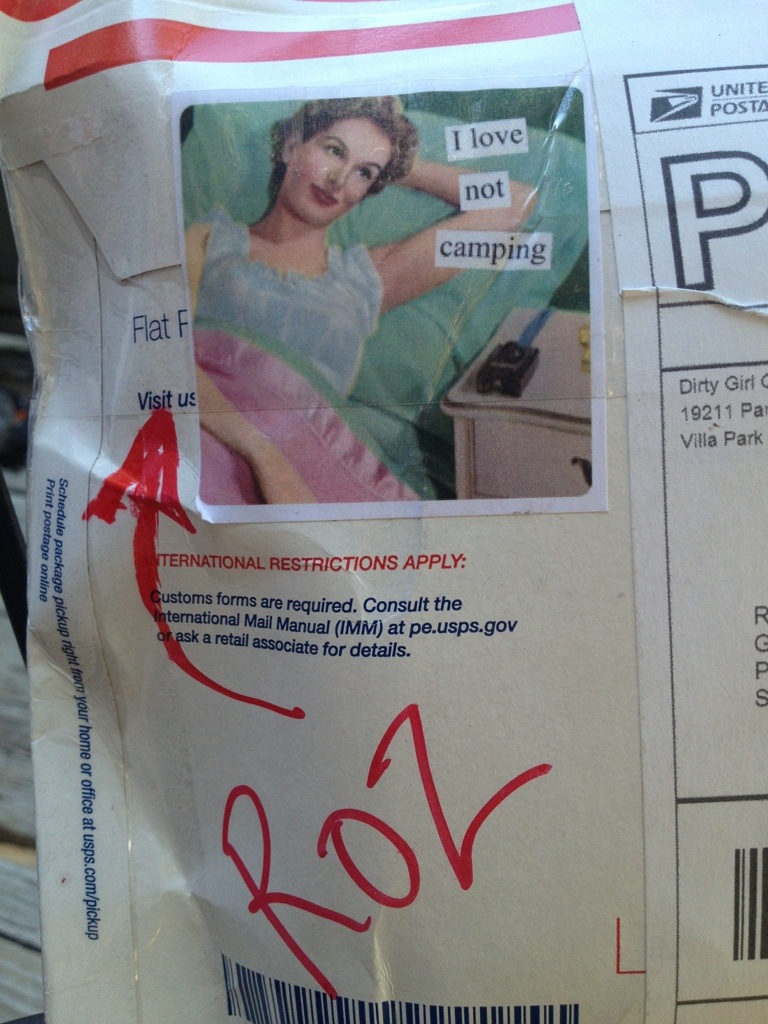 I love
not
camping
UNITE
POSTA
P
Flat R
Visit us
Dirty Girl
19211 Par
Villa Park
INTERNATIONAL RESTRICTIONS APPLY:
Customs forms are required. Consult the
International Mail Manual (IMM) at pe.usps.gov
or ask a retail associate for details.
Schedule package pickup right from your home or office at usps.com/pickup
Print postage online
R
G
P
S
ROZ